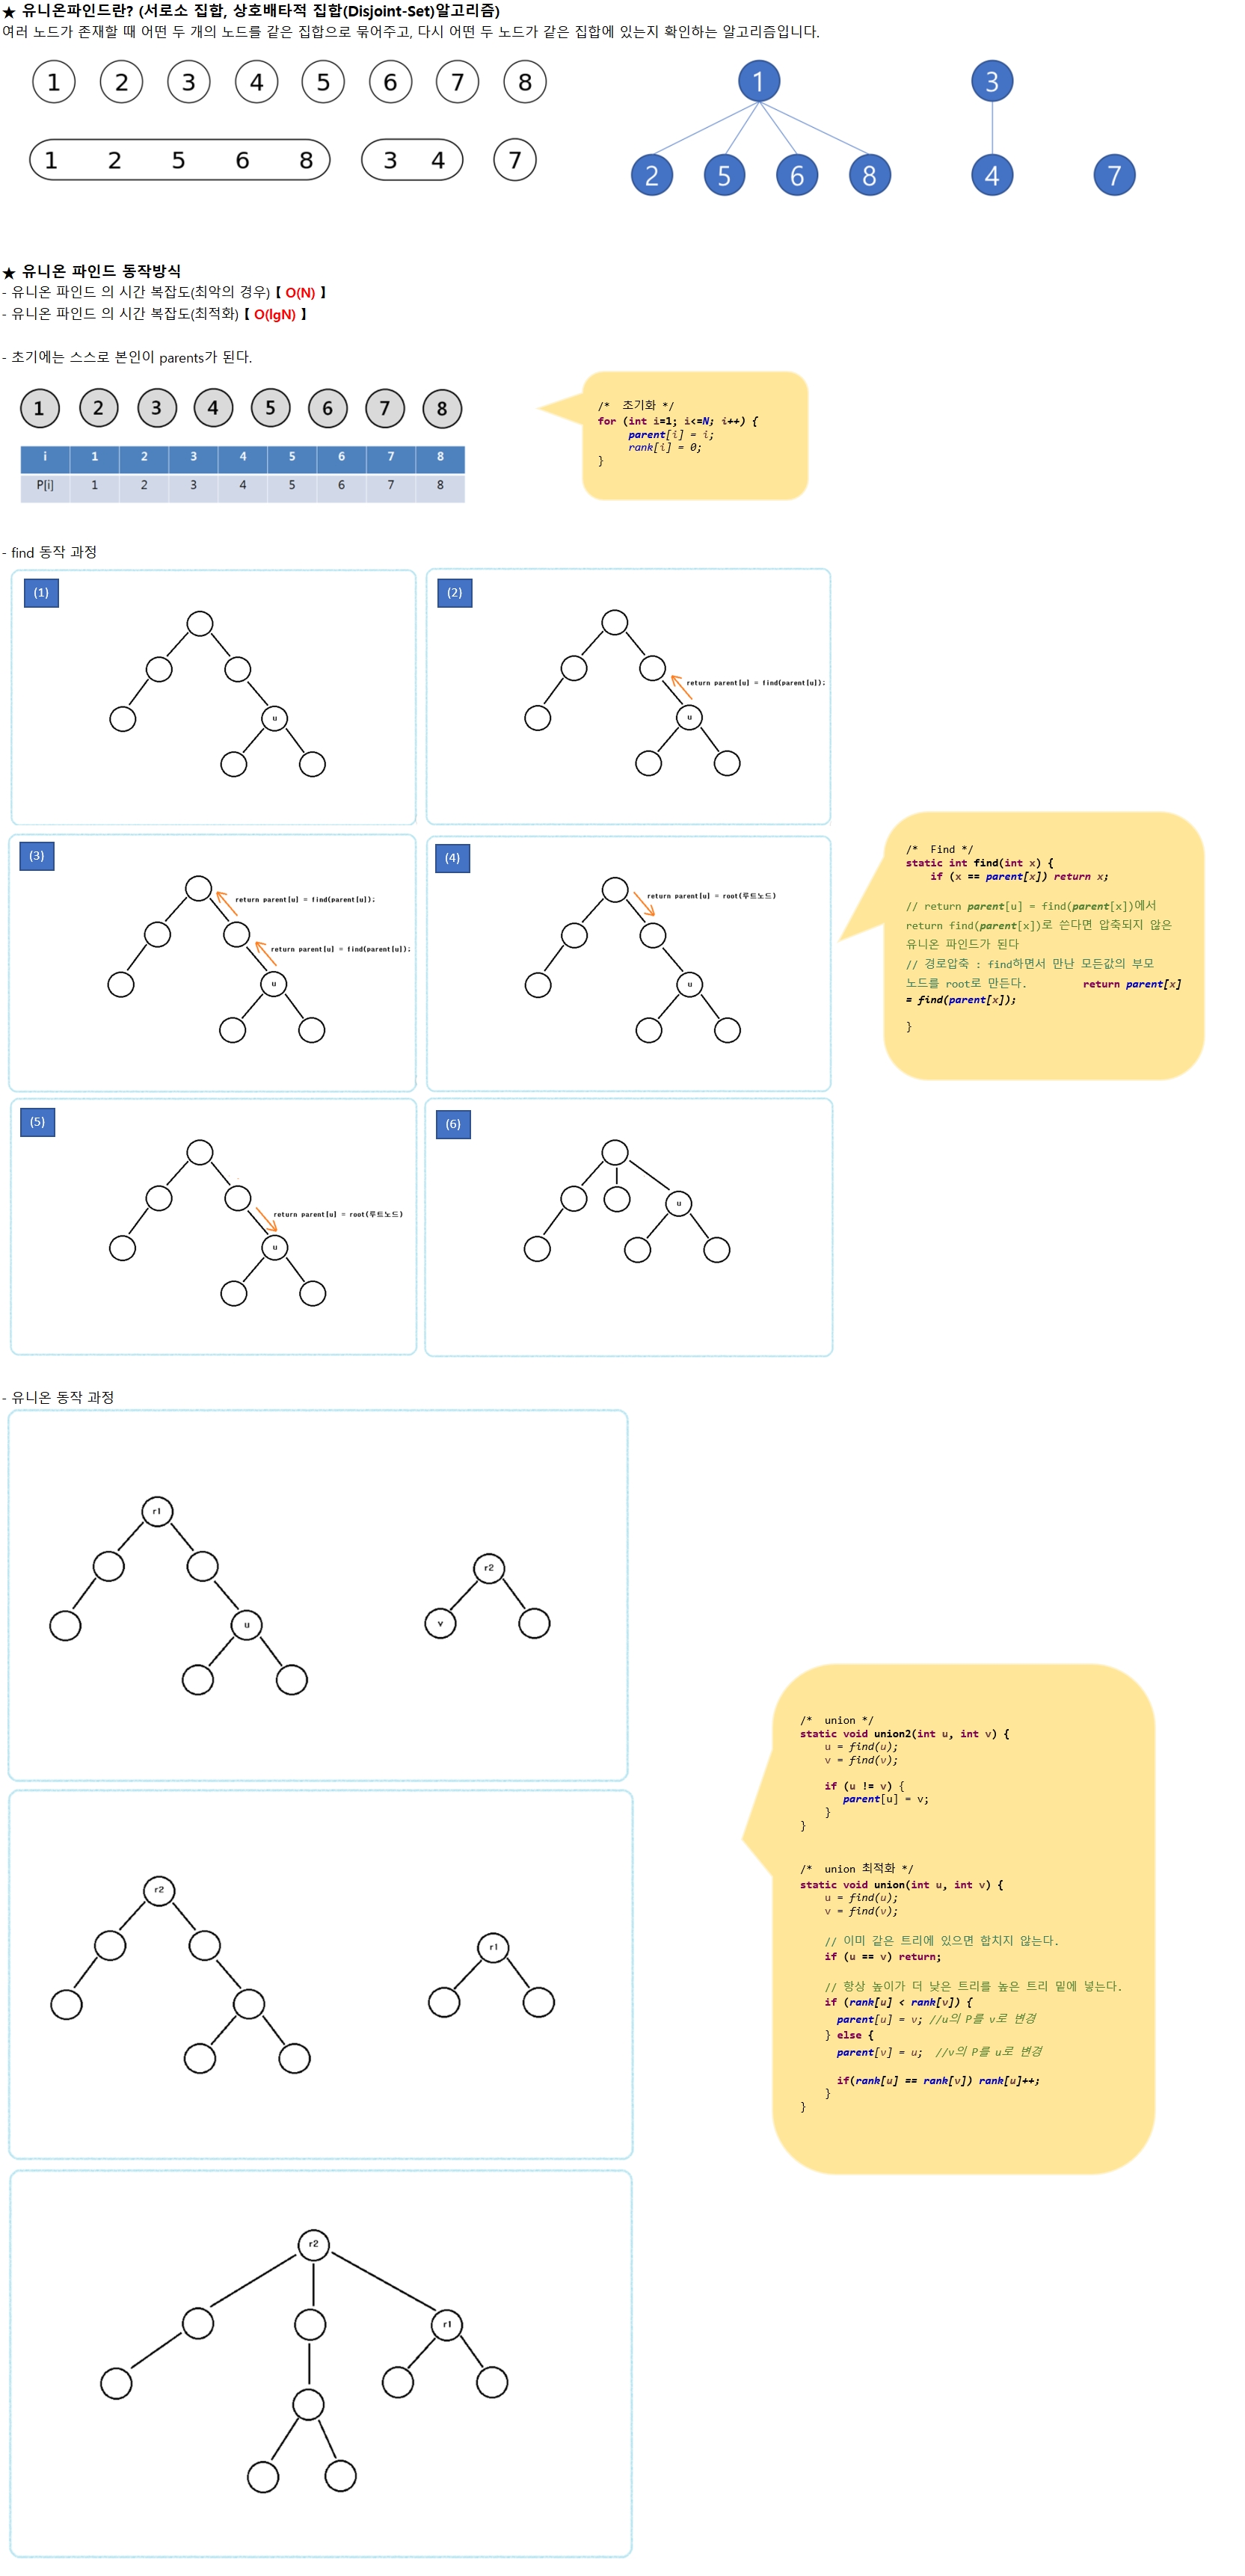 ★ 유니온파인드란? (서로소 집합, 상호배타적 집합(Disjoint-Set)알고리즘)
여러 노드가 존재할 때 어떤 두 개의 노드를 같은 집합으로 묶어주고, 다시 어떤 두 노드가 같은 집합에 있는지 확인하는 알고리즘입니다.
1 2 3 4 5 6 7 8
1 2 5 6 8 3 4 7
1 3
2 5 6 8 4 7
★ 유니온 파인드 동작방식
- 유니온 파인드 의 시간 복잡도(최악의 경우)【 O(N) 】
- 유니온 파인드 의 시간 복잡도(최적화)【 O(lgN) 】
- 초기에는 스스로 본인이 parents가 된다.
1 2 3 4 5 6 7 8
i 1 2 3 4 5 6 7 8
P[i] 1 2 3 4 5 6 7 8
/* 초기화 */
for (int i=1; i<=N; i++) {
parent[i] = i;
rank[i] = 0;
}
- find 동작 과정
(1)
u
(2)
return parent[u] = find(parent[u]);
u
(3)
return parent[u] = find(parent[u]);
return parent[u] = find(parent[u]);
u
(4)
return parent[u] = root(루트노드)
u
/* Find */
static int find(int x) {
if (x == parent[x]) return x;
// return parent[u] = find(parent[x])에서
return find(parent[x])로 쓴다면 압축되지 않은
유니온 파인드가 된다
// 경로압축 : find하면서 만난 모든값의 부모
노드를 root로 만든다. return parent[x]
= find(parent[x]);
}
(5)
return parent[u] = root(루트노드)
u
(6)
u
- 유니온 동작 과정
r1
r2
u
v
r2
r1
r2
r1
/* union */
static void union2(int u, int v) {
u = find(u);
v = find(v);
if (u != v) {
parent[u] = v;
}
}
/* union 최적화 */
static void union(int u, int v) {
u = find(u);
v = find(v);
// 이미 같은 트리에 있으면 합치지 않는다.
if (u == v) return;
// 항상 높이가 더 낮은 트리를 높은 트리 밑에 넣는다.
if (rank[u] < rank[v]) {
parent[u] = v; //u의 P를 v로 변경
} else {
parent[v] = u; //v의 P를 u로 변경
if(rank[u] == rank[v]) rank[u]++;
}
}